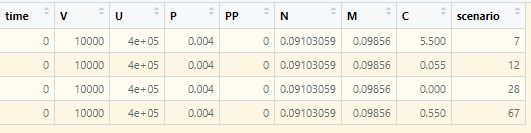 time V U P PP N M C scenario
0 10000 4e+05 0.004 0 0.09103059 0.09856 5.500 7
0 10000 4e+05 0.004 0 0.09103059 0.09856 0.055 12
0 10000 4e+05 0.004 0 0.09103059 0.09856 0.000 28
0 10000 4e+05 0.004 0 0.09103059 0.09856 0.550 67